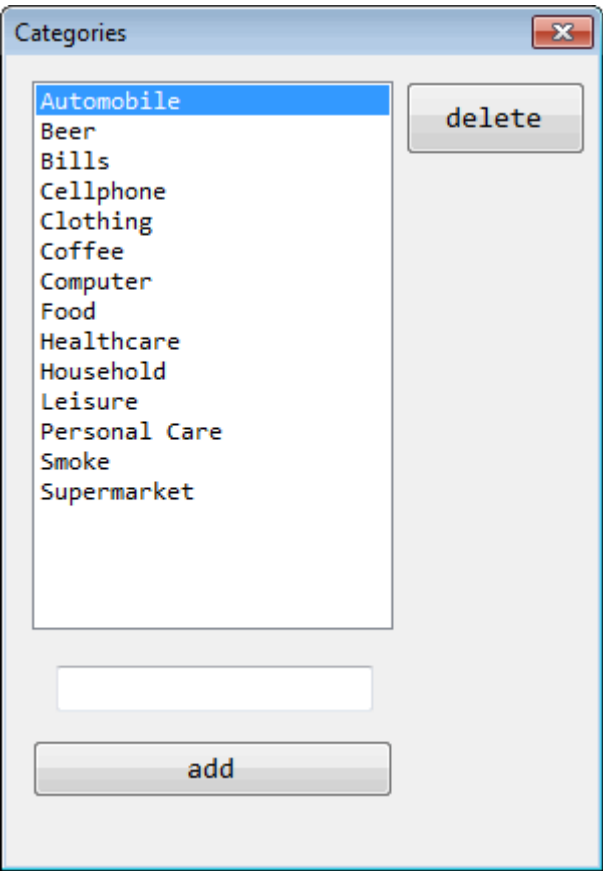 Categories
Automobile
delete
Beer
Bills
Cellphone
Clothing
Coffee
Computer
Food
Healthcare
Household
Leisure
Personal Care
Smoke
Supermarket
add